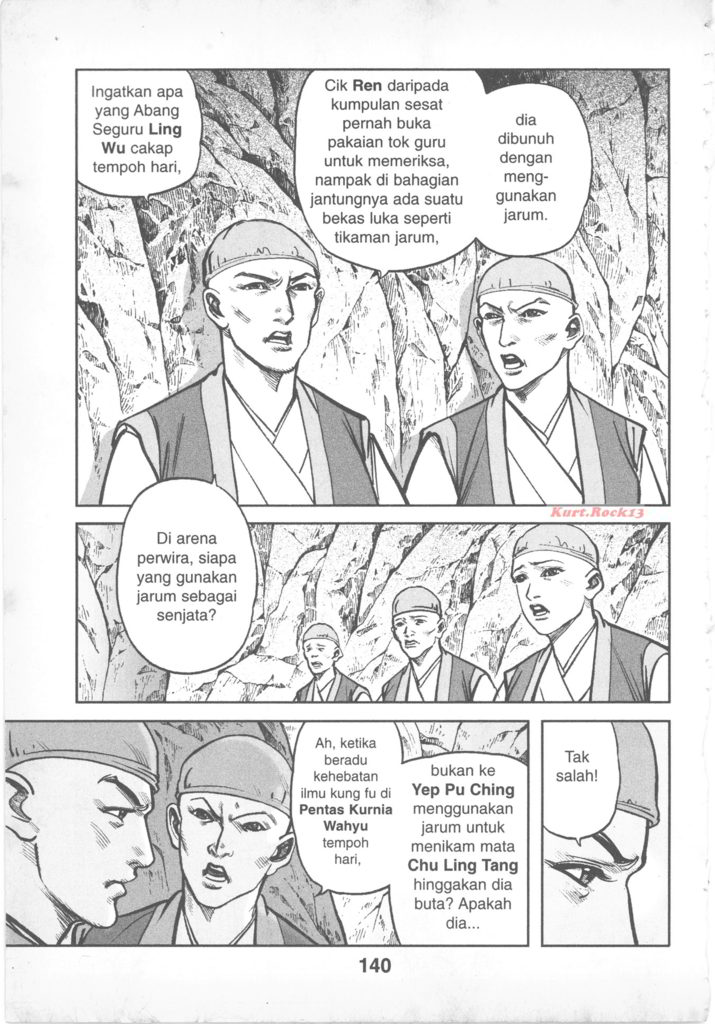 Ingatkan apa
yang Abang
Seguru Ling
Wu cakap
tempoh hari,
Cik Ren daripada
kumpulan sesat
pernah buka
pakaian tok guru
untuk memeriksa,
nampak di bahagian
jantungnya ada suatu
bekas luka seperti
tikaman jarum,
dia
dibunuh
dengan
meng-
gunakan
jarum.
Kurt.Rock13
Di arena
perwira, siapa
yang gunakan
jarum sebagai
senjata?
Ah, ketika
beradu
kehebatan
ilmu kung fu di
Pentas Kurnia
Wahyu
tempoh
hari,
bukan ke
Yep Pu Ching
menggunakan
jarum untuk
menikam mata
Chu Ling Tang
hinggakan dia
buta? Apakah
dia...
Tak
salah!
140